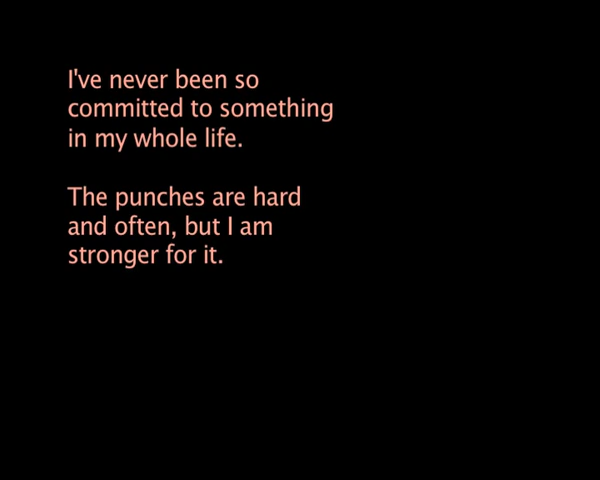 I've never been so
committed to something
in my whole life.
The punches are hard
and often, but I am
stronger for it.